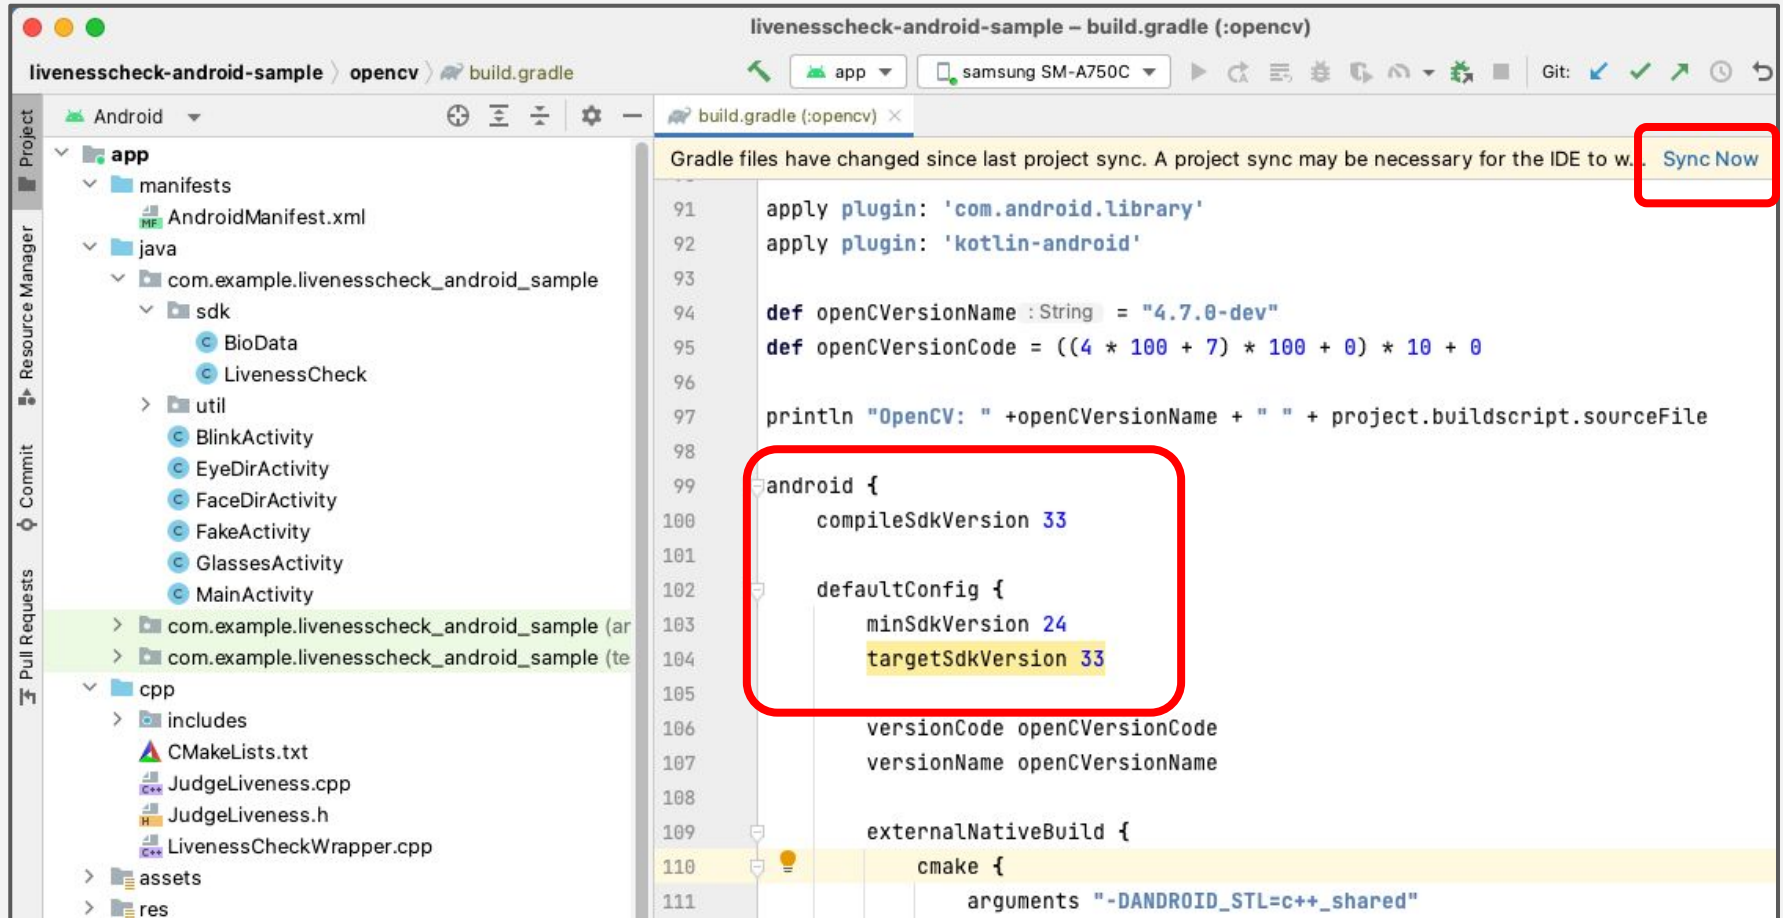 livenesscheck-android-sample – build.gradle (:opencv)
livenesscheck-android-sample opencv build.gradle app samsung SM-A750C Git:
Project
Resource Manager
Commit
Pull Requests
Android
app
manifests
MF AndroidManifest.xml
java
com.example.livenesscheck_android_sample
sdk
C BioData
C LivenessCheck
util
C BlinkActivity
C EyeDirActivity
C FaceDirActivity
C FakeActivity
C GlassesActivity
C MainActivity
com.example.livenesscheck_android_sample (ar
com.example.livenesscheck_android_sample (te
cpp
includes
CMakeLists.txt
C++ JudgeLiveness.cpp
H JudgeLiveness.h
C++ LivenessCheckWrapper.cpp
assets
res
build.gradle (:opencv)
Gradle files have changed since last project sync. A project sync may be necessary for the IDE to w... Sync Now
91 apply plugin: 'com.android.library'
92 apply plugin: 'kotlin-android'
93
94 def openCVersionName : String = "4.7.0-dev"
95 def openCVersionCode = ((4 * 100 + 7) * 100 + 0) * 10 + 0
96
97 println "OpenCV: " +openCVersionName + " " + project.buildscript.sourceFile
98
99 android {
100 compileSdkVersion 33
101
102 defaultConfig {
103 minSdkVersion 24
104 targetSdkVersion 33
105
106 versionCode openCVersionCode
107 versionName openCVersionName
108
109 externalNativeBuild {
110 cmake {
111 arguments "-DANDROID_STL=c++_shared"